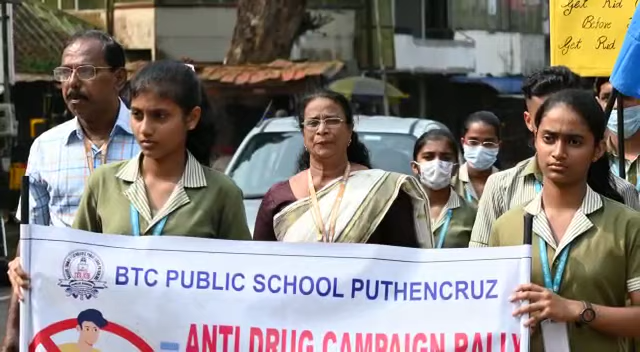 Get Rid
Before
Get Rid
BTC PUBLIC SCHOOL PUTHENCRUZ
ANTI DRUG CAMPAIGN RALLY